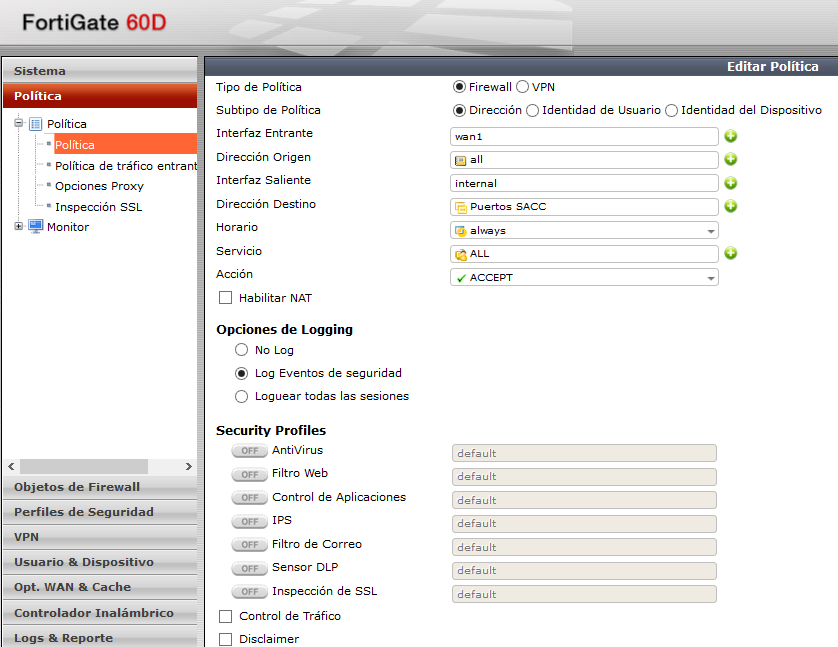 FortiGate 60D
Sistema
Política
Política
Política
Política de tráfico entrant
Opciones Proxy
Inspección SSL
Monitor
Objetos de Firewall
Perfiles de Seguridad
VPN
Usuario & Dispositivo
Opt. WAN & Cache
Controlador Inalámbrico
Logs & Reporte
Editar Política
Tipo de Política Firewall VPN
Subtipo de Política Dirección Identidad de Usuario Identidad del Dispositivo
Interfaz Entrante wan1
Dirección Origen all
Interfaz Saliente internal
Dirección Destino Puertos SACC
Horario always
Servicio ALL
Acción ACCEPT
Habilitar NAT
Opciones de Logging
No Log
Log Eventos de seguridad
Loguear todas las sesiones
Security Profiles
OFF AntiVirus default
OFF Filtro Web default
OFF Control de Aplicaciones default
OFF IPS default
OFF Filtro de Correo default
OFF Sensor DLP default
OFF Inspección de SSL default
Control de Tráfico
Disclaimer